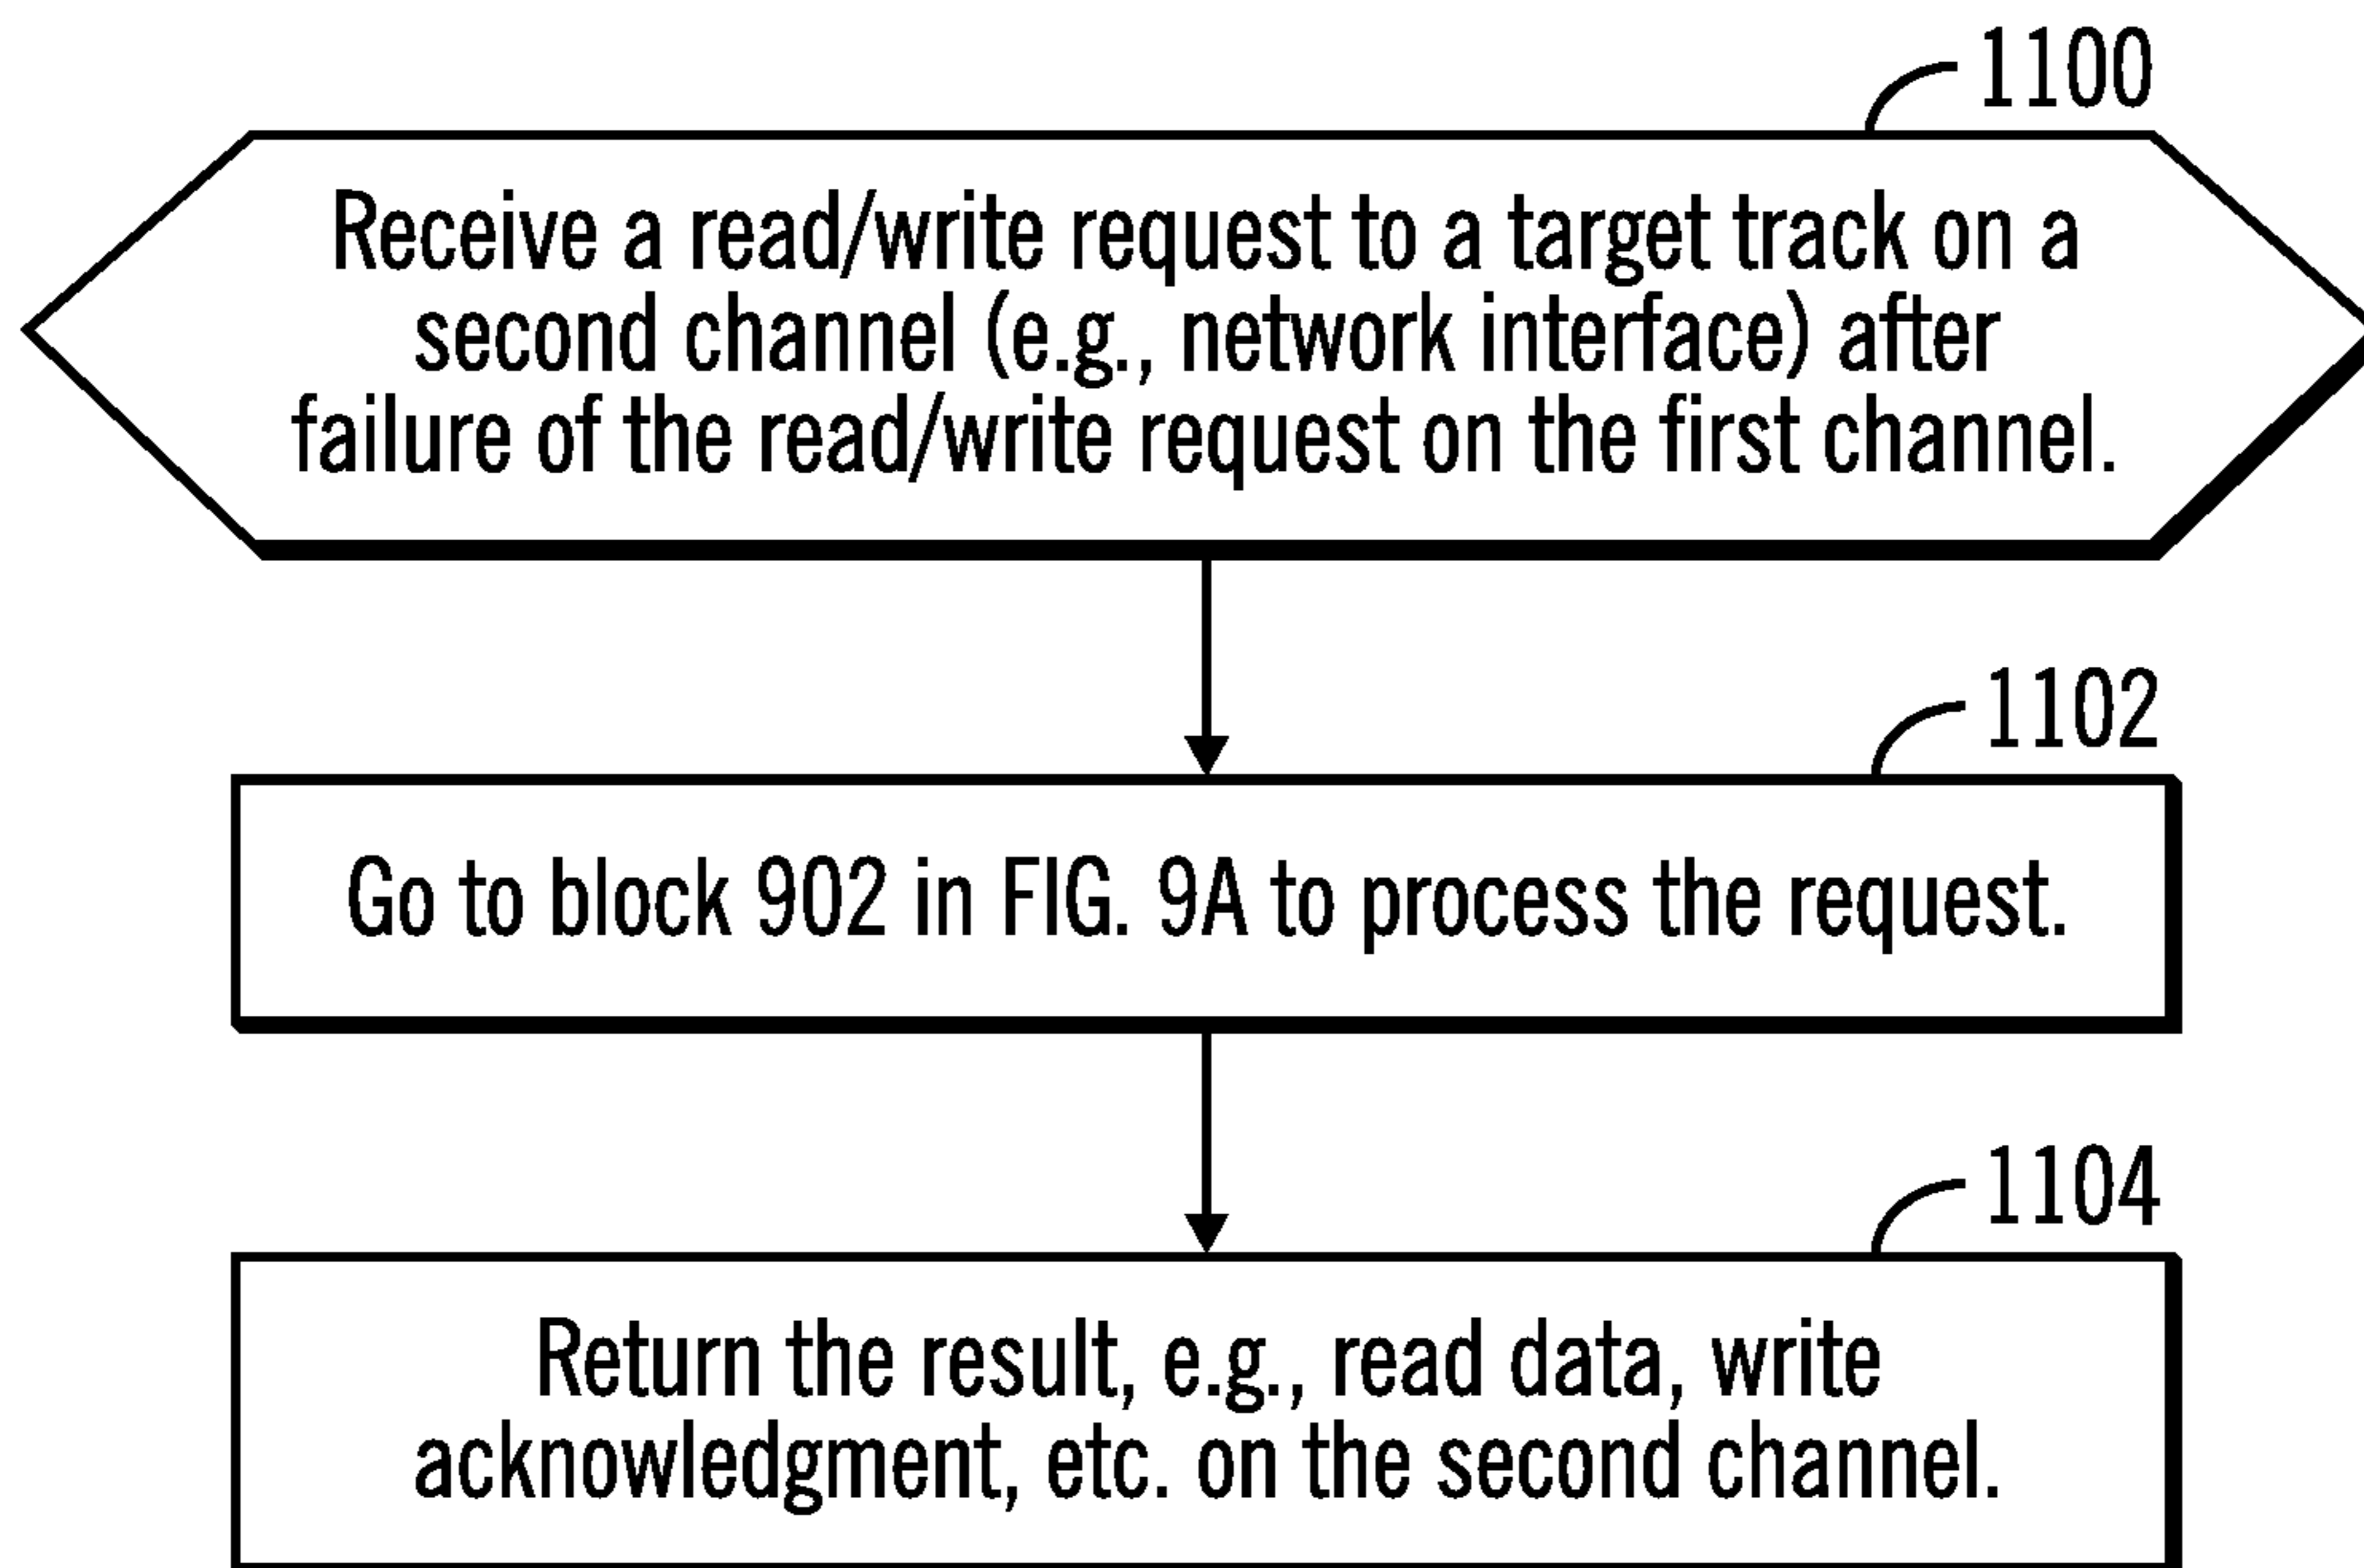 1100
Receive a read/write request to a target track on a
second channel (e.g., network interface) after
failure of the read/write request on the first channel.
1102
Go to block 902 in FIG. 9A to process the request.
1104
Return the result, e.g., read data, write
acknowledgment, etc. on the second channel.